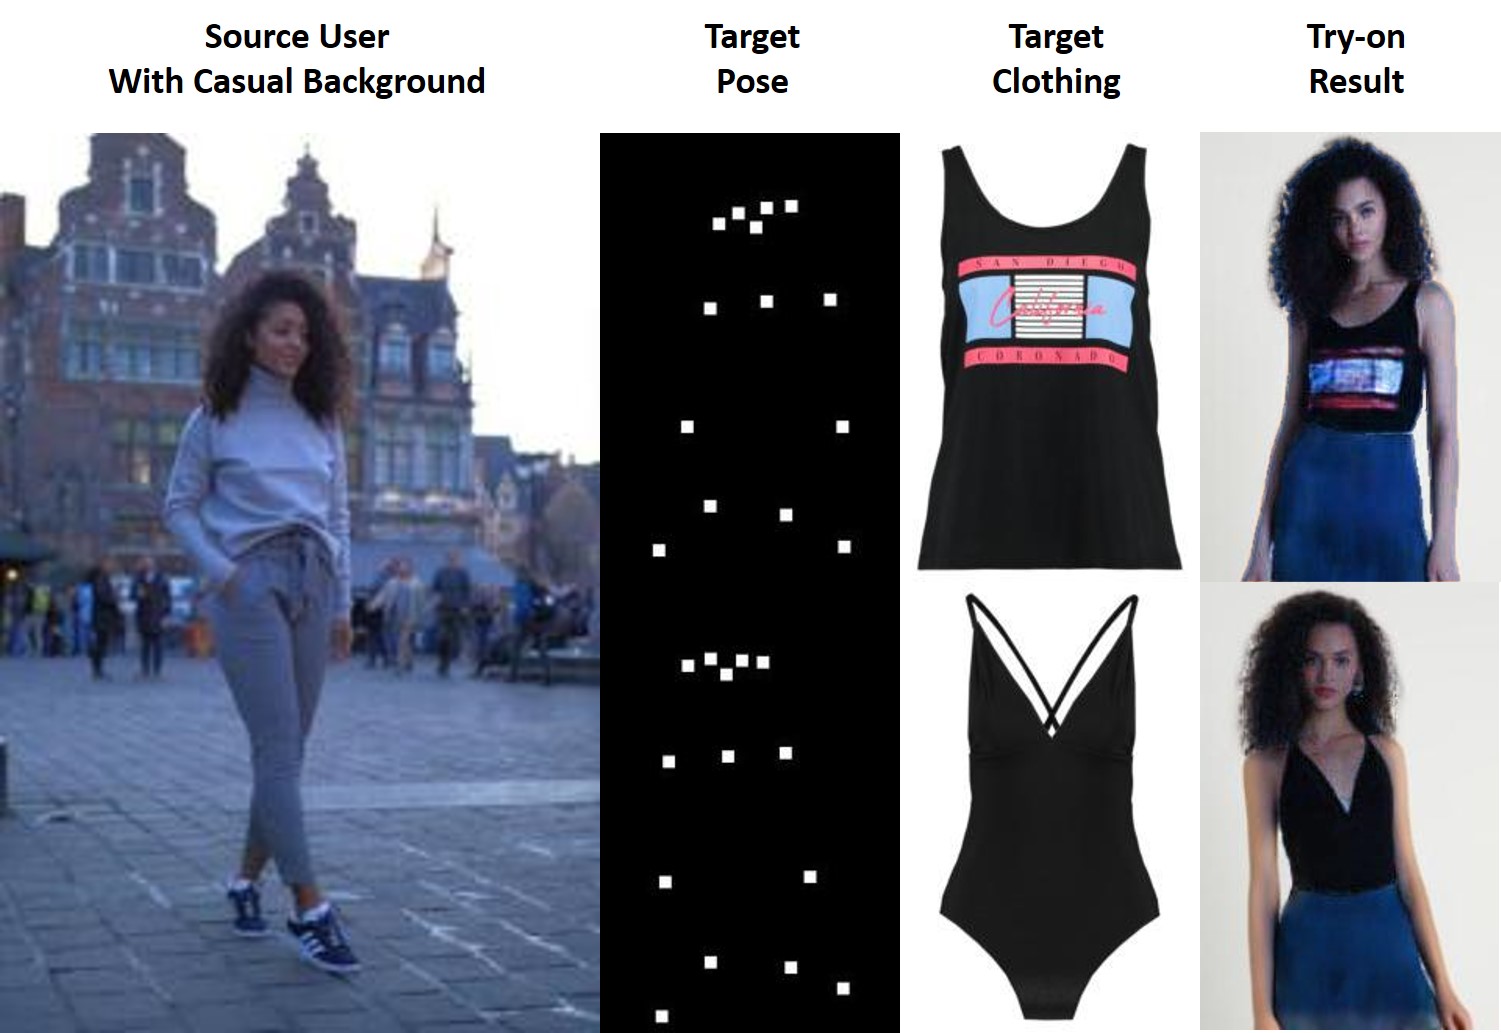 Source User
With Casual Background
Target
Pose
Target
Clothing
Try-on
Result
SAN DIEGO
California
CORONADO